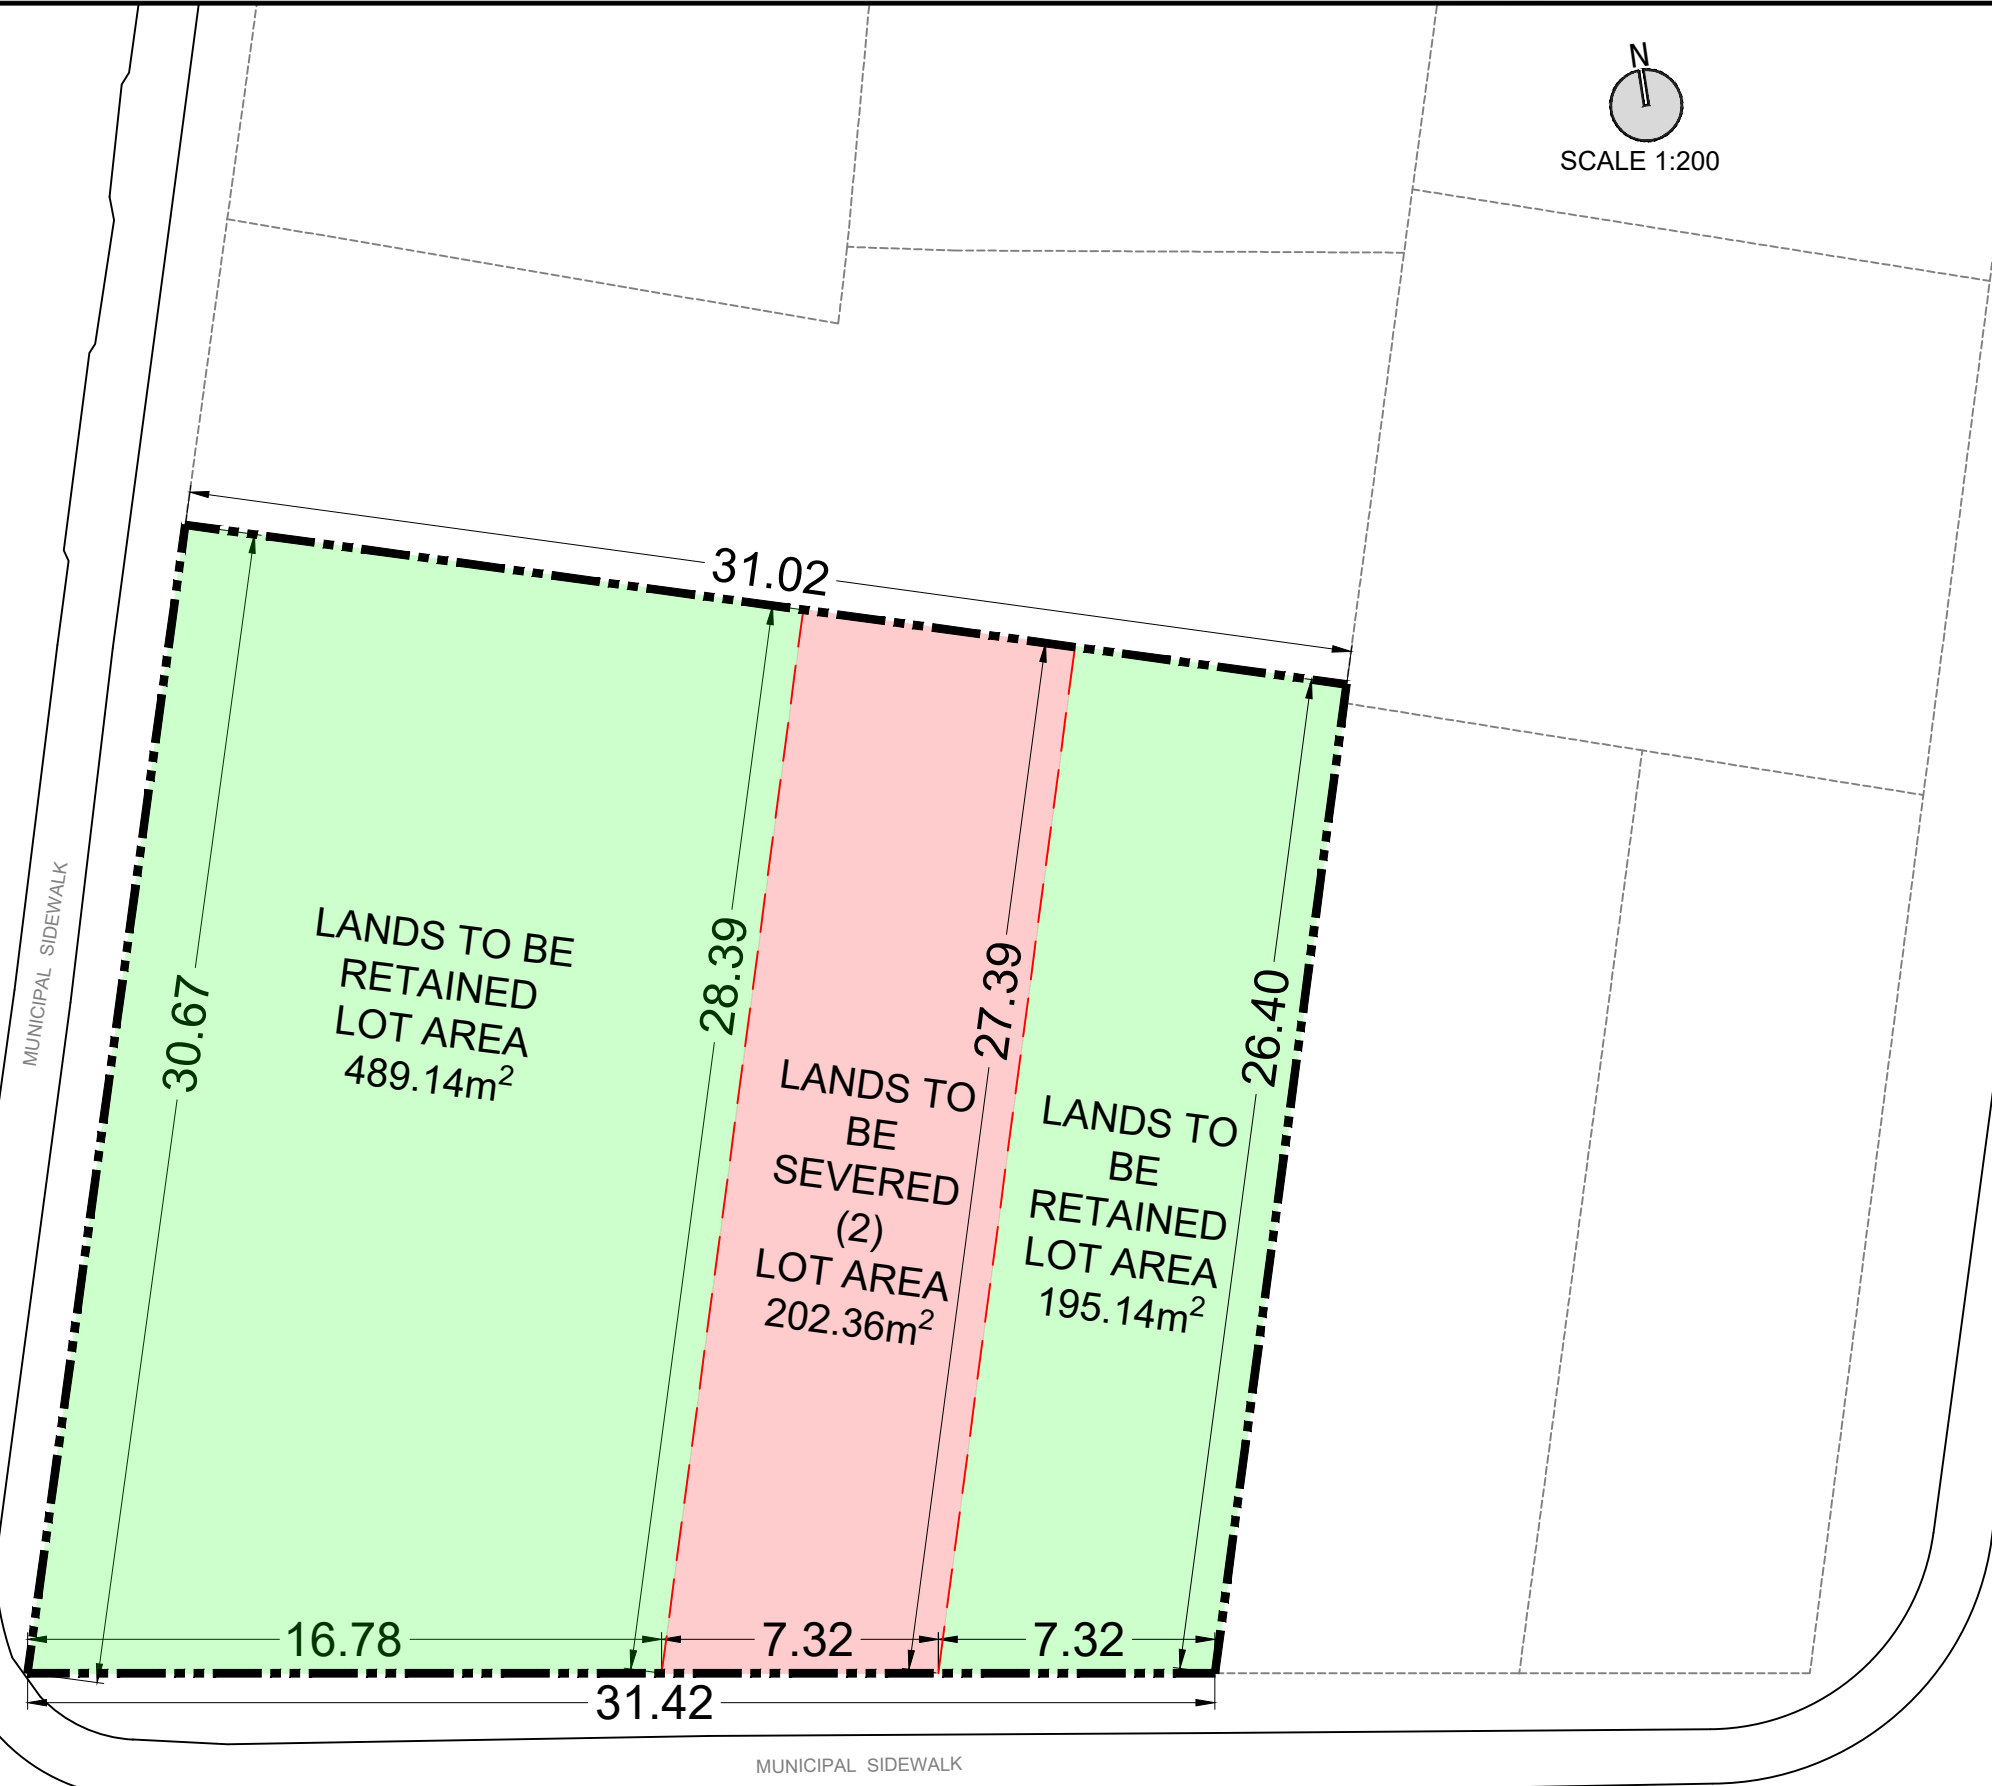 N
SCALE 1:200
31.02
LANDS TO BE
RETAINED
LOT AREA
489.14m²
30.67
28.39
27.39
26.40
LANDS TO
BE
SEVERED
(2)
LOT AREA
202.36m²
LANDS TO
BE
RETAINED
LOT AREA
195.14m²
MUNICIPAL SIDEWALK
16.78
7.32
7.32
31.42
MUNICIPAL SIDEWALK